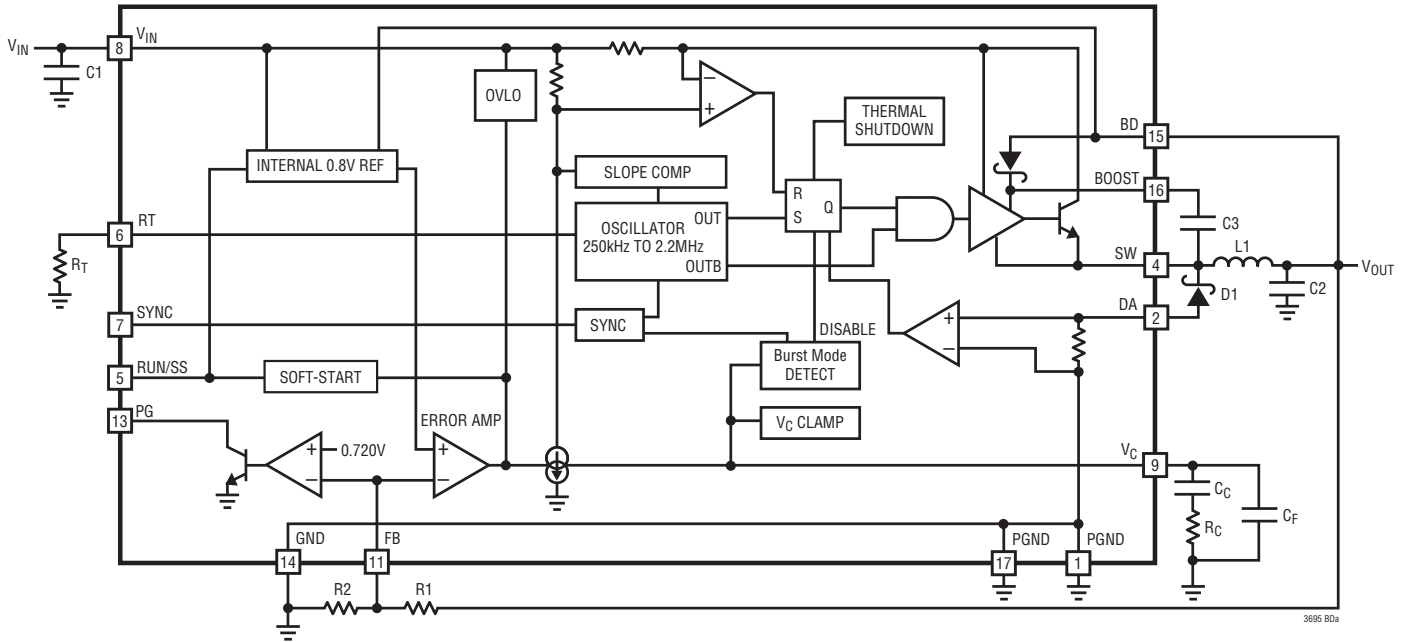 V_IN
8
V_IN
C1
OVLO
−
+
THERMAL
SHUTDOWN
BD
15
INTERNAL 0.8V REF
SLOPE COMP
BOOST
16
R
S
Q
RT
6
OSCILLATOR
250kHz TO 2.2MHz
OUT
OUTB
C3
R_T
SW
4
L1
V_OUT
C2
D1
SYNC
7
SYNC
DISABLE
+
−
DA
2
RUN/SS
5
SOFT-START
Burst Mode
DETECT
PG
13
ERROR AMP
V_C CLAMP
+
0.720V
−
+
−
V_C
9
C_C
R_C
C_F
GND
14
FB
11
PGND
17
PGND
1
R2
R1
3695 BDa